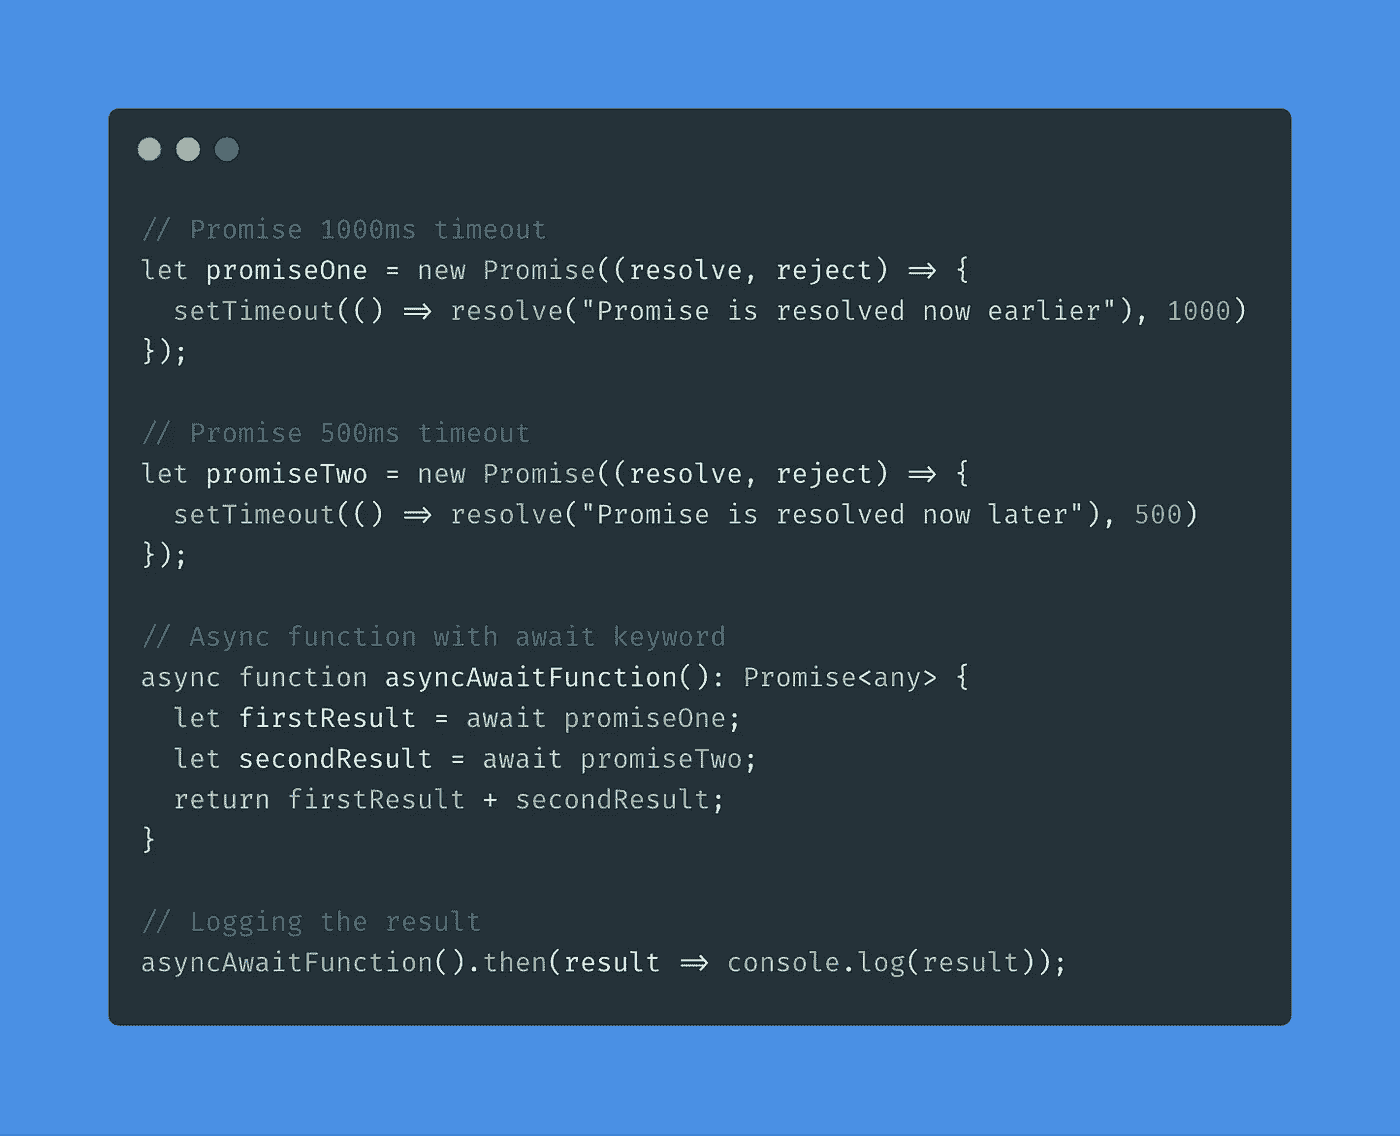 // Promise 1000ms timeout
let promiseOne = new Promise((resolve, reject) => {
  setTimeout(() => resolve("Promise is resolved now earlier"), 1000)
});
// Promise 500ms timeout
let promiseTwo = new Promise((resolve, reject) => {
  setTimeout(() => resolve("Promise is resolved now later"), 500)
});
// Async function with await keyword
async function asyncAwaitFunction(): Promise<any> {
  let firstResult = await promiseOne;
  let secondResult = await promiseTwo;
  return firstResult + secondResult;
}
// Logging the result
asyncAwaitFunction().then(result => console.log(result));